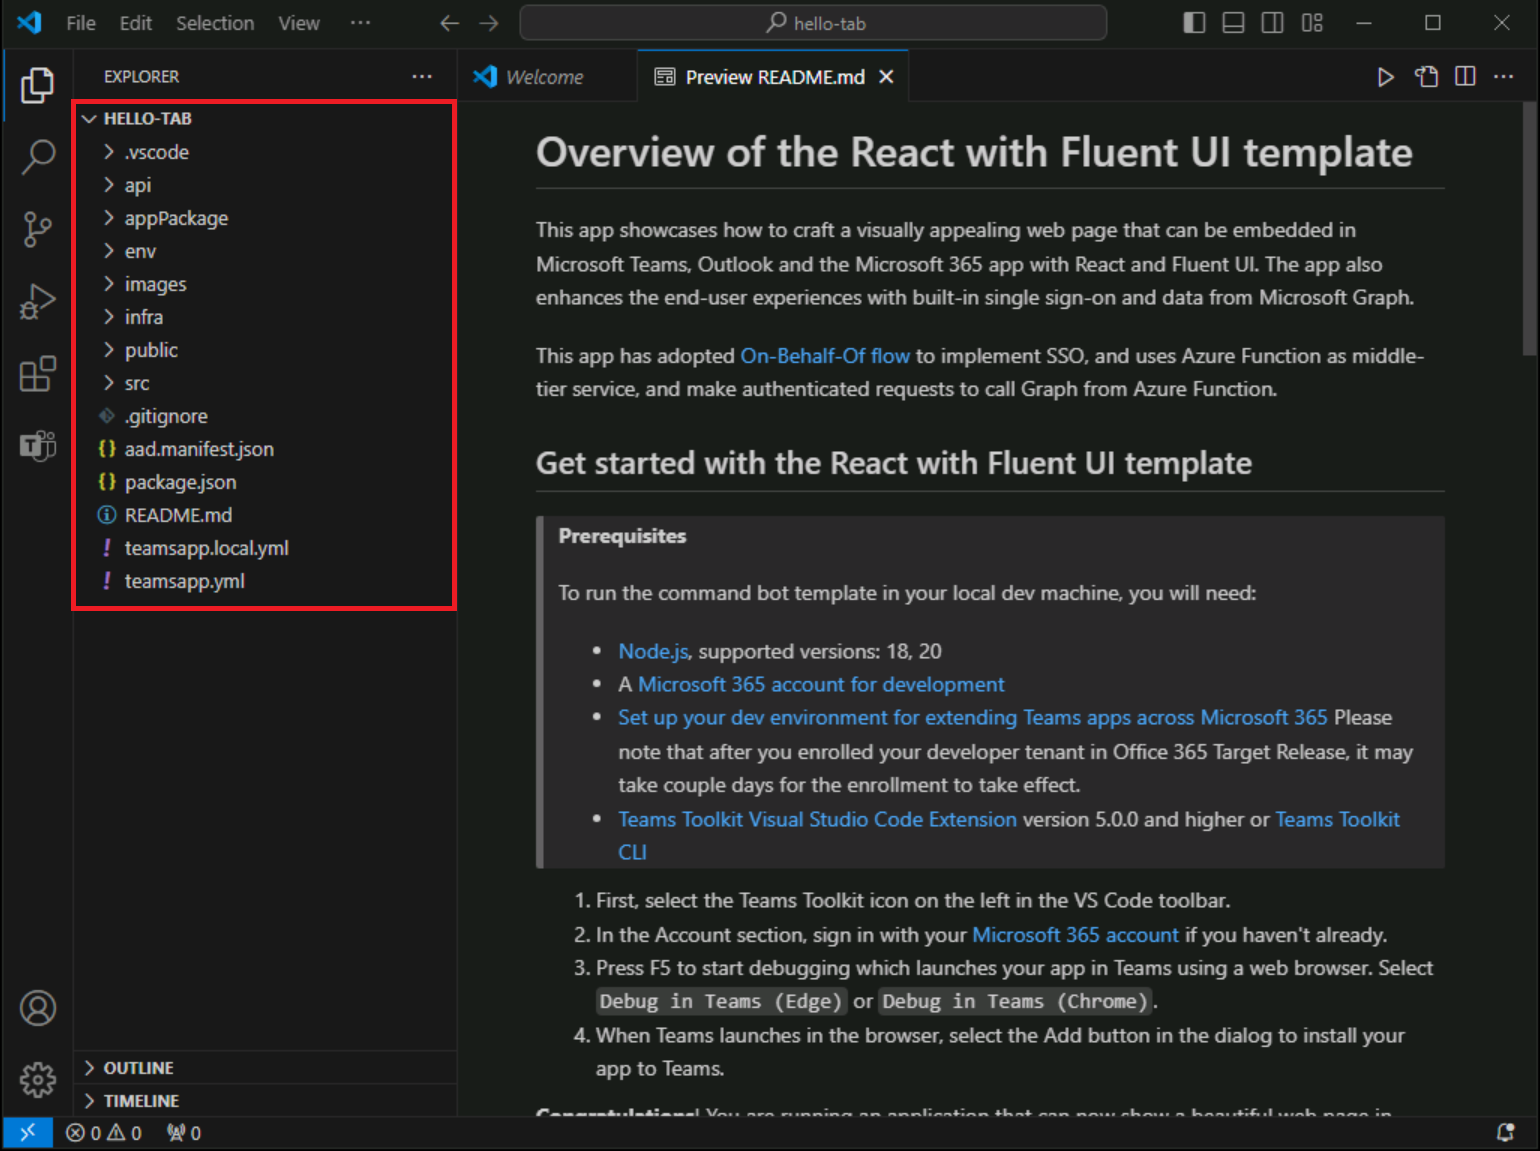 File Edit Selection View ···
hello-tab
EXPLORER
HELLO-TAB
.vscode
api
appPackage
env
images
infra
public
src
.gitignore
{} aad.manifest.json
{} package.json
README.md
! teamsapp.local.yml
! teamsapp.yml
OUTLINE
TIMELINE
Welcome
Preview README.md
Overview of the React with Fluent UI template
This app showcases how to craft a visually appealing web page that can be embedded in
Microsoft Teams, Outlook and the Microsoft 365 app with React and Fluent UI. The app also
enhances the end-user experiences with built-in single sign-on and data from Microsoft Graph.
This app has adopted On-Behalf-Of flow to implement SSO, and uses Azure Function as middle-
tier service, and make authenticated requests to call Graph from Azure Function.
Get started with the React with Fluent UI template
Prerequisites
To run the command bot template in your local dev machine, you will need:
• Node.js, supported versions: 18, 20
• A Microsoft 365 account for development
• Set up your dev environment for extending Teams apps across Microsoft 365 Please
note that after you enrolled your developer tenant in Office 365 Target Release, it may
take couple days for the enrollment to take effect.
• Teams Toolkit Visual Studio Code Extension version 5.0.0 and higher or Teams Toolkit
CLI
1. First, select the Teams Toolkit icon on the left in the VS Code toolbar.
2. In the Account section, sign in with your Microsoft 365 account if you haven't already.
3. Press F5 to start debugging which launches your app in Teams using a web browser. Select
Debug in Teams (Edge) or Debug in Teams (Chrome).
4. When Teams launches in the browser, select the Add button in the dialog to install your
app to Teams.
Congratulations! You are running an application that can now show a beautiful web page in
0 0 0